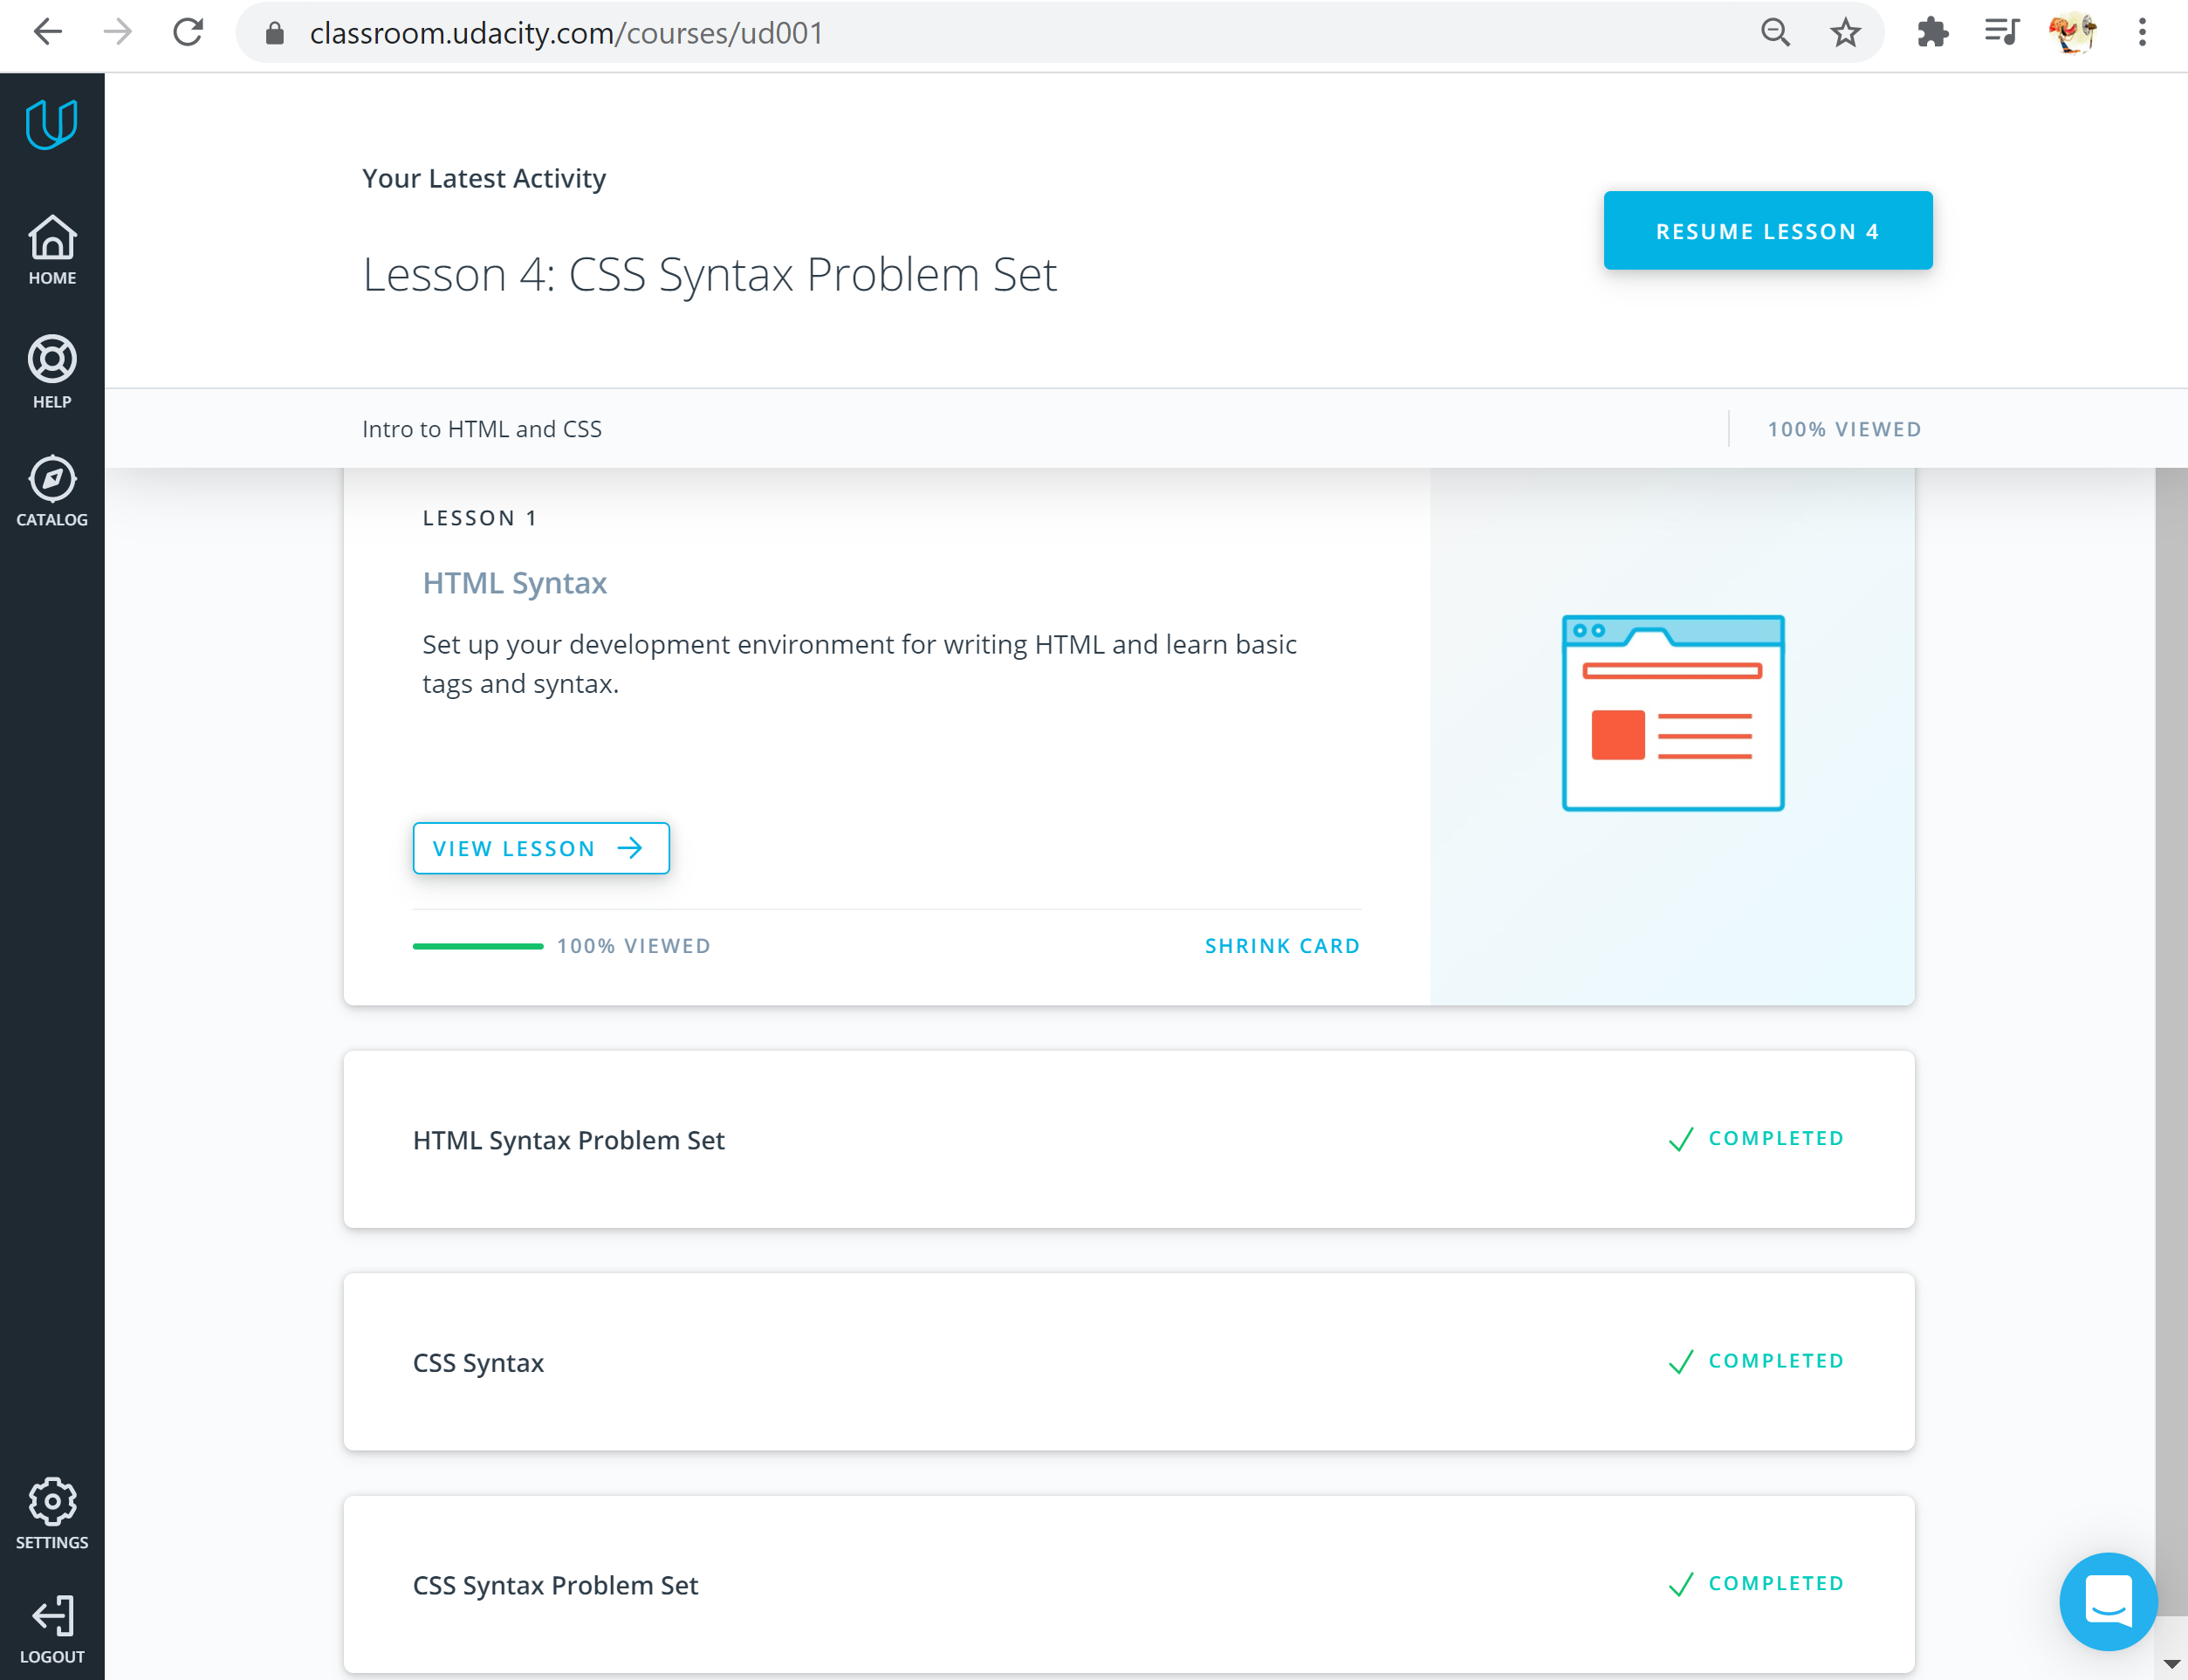 classroom.udacity.com/courses/ud001
HOME
HELP
CATALOG
SETTINGS
LOGOUT
Your Latest Activity
Lesson 4: CSS Syntax Problem Set
RESUME LESSON 4
Intro to HTML and CSS
100% VIEWED
LESSON 1
HTML Syntax
Set up your development environment for writing HTML and learn basic
tags and syntax.
VIEW LESSON
100% VIEWED
SHRINK CARD
HTML Syntax Problem Set
COMPLETED
CSS Syntax
COMPLETED
CSS Syntax Problem Set
COMPLETED